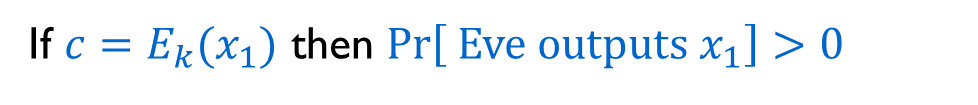 If c = E_k(x_1) then Pr[ Eve outputs x_1] > 0